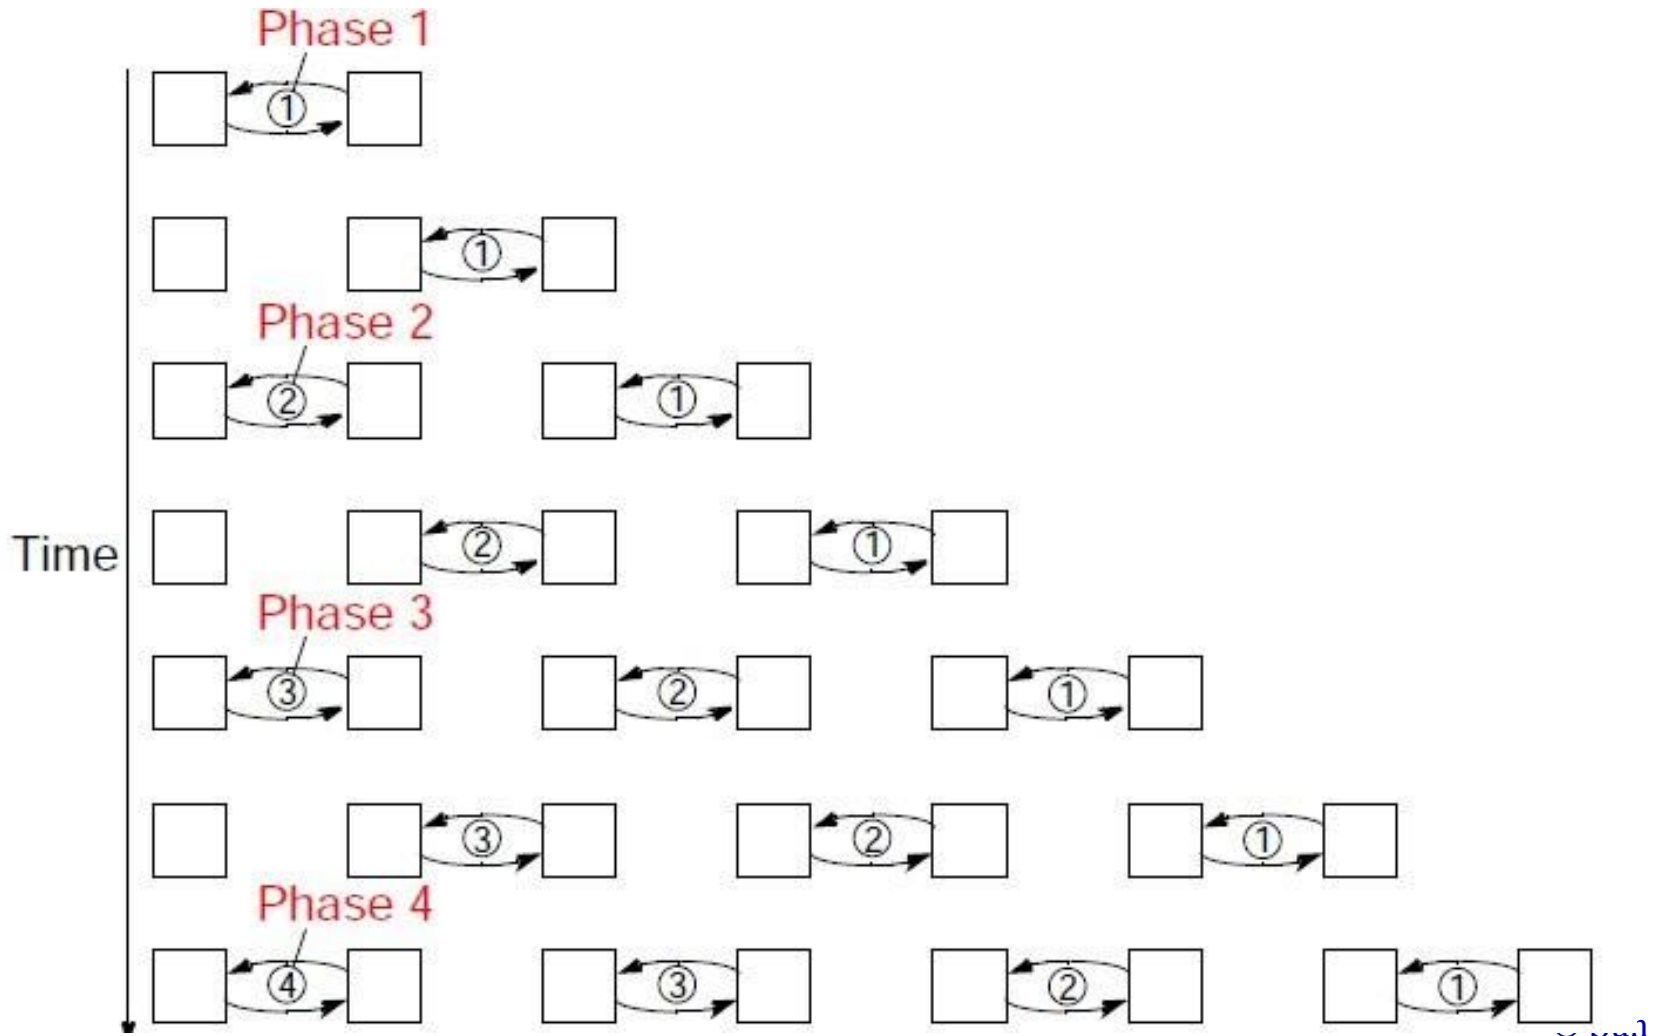 Phase 1
①
①
Phase 2
② ①
Time
② ①
Phase 3
③ ② ①
③ ② ①
Phase 4
④ ③ ② ①